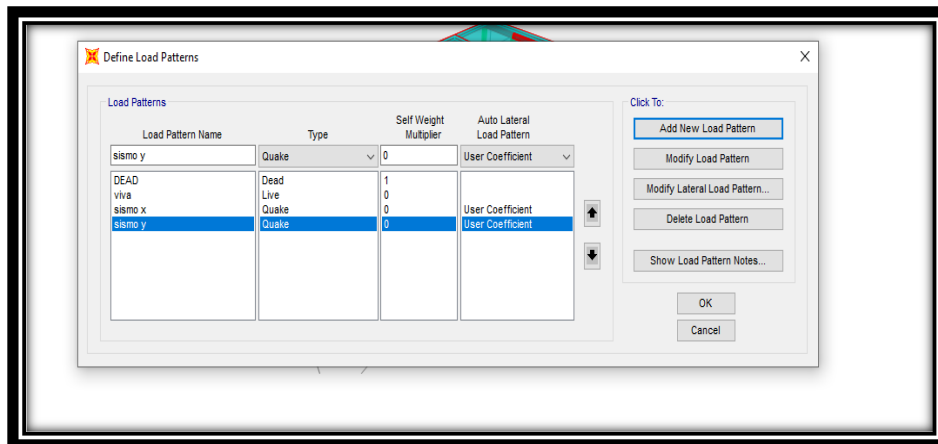 Define Load Patterns
Load Patterns
Click To:
Load Pattern Name Type Self Weight Multiplier Auto Lateral Load Pattern
sismo y Quake 0 User Coefficient
DEAD Dead 1
viva Live 0
sismo x Quake 0 User Coefficient
sismo y Quake 0 User Coefficient
Add New Load Pattern
Modify Load Pattern
Modify Lateral Load Pattern...
Delete Load Pattern
Show Load Pattern Notes...
OK
Cancel